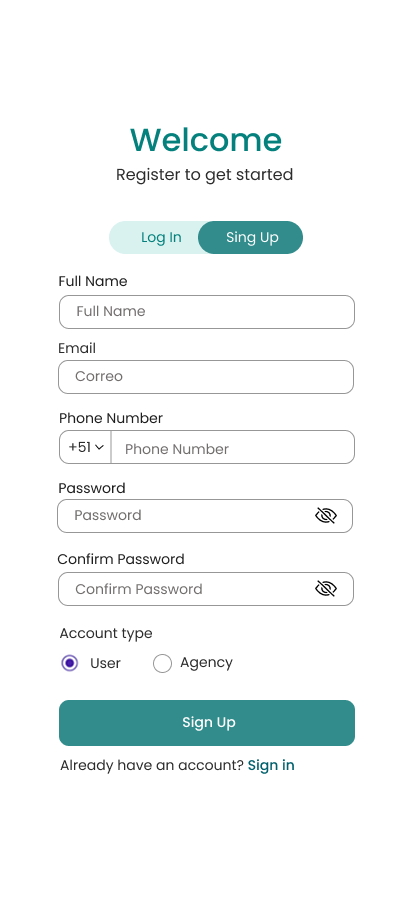 Welcome
Register to get started
Log In Sing Up
Full Name
Full Name
Email
Correo
Phone Number
+51 Phone Number
Password
Password
Confirm Password
Confirm Password
Account type
User Agency
Sign Up
Already have an account? Sing in